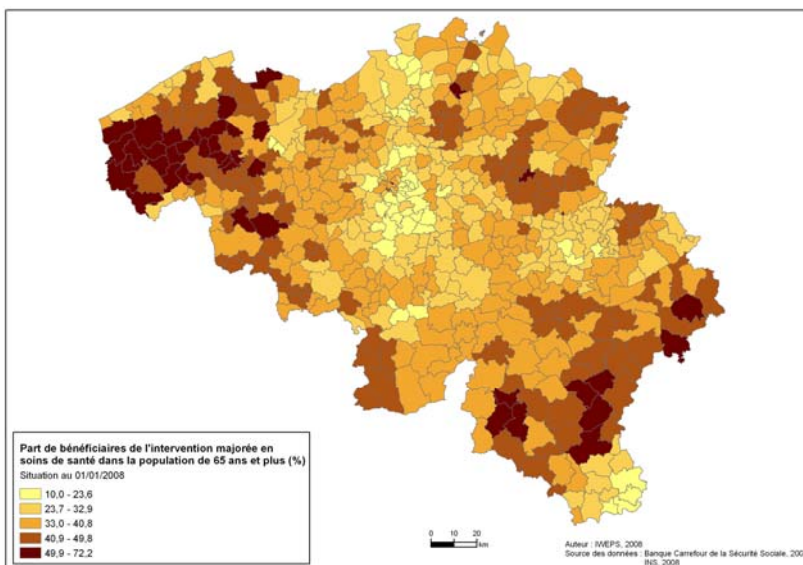 Part de bénéficiaires de l'intervention majorée en
soins de santé dans la population de 65 ans et plus (%)
Situation au 01/01/2008
10,0 - 23,6
23,7 - 32,9
33,0 - 40,8
40,9 - 49,8
49,9 - 72,2
0 10 20
km
Auteur : IWEPS, 2008
Source des données : Banque Carrefour de la Sécurité Sociale, 200
INS, 2008